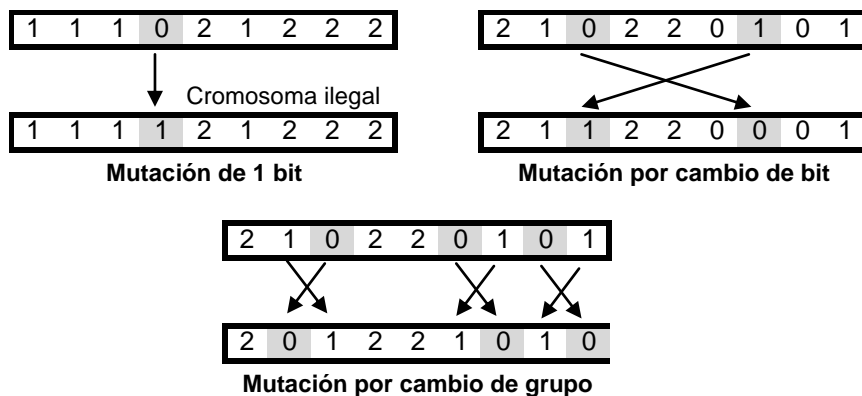 1 1 1 0 2 1 2 2 2
Cromosoma ilegal
1 1 1 1 2 1 2 2 2
Mutación de 1 bit
2 1 0 2 2 0 1 0 1
2 1 1 2 2 0 0 0 1
Mutación por cambio de bit
2 1 0 2 2 0 1 0 1
2 0 1 2 2 1 0 1 0
Mutación por cambio de grupo